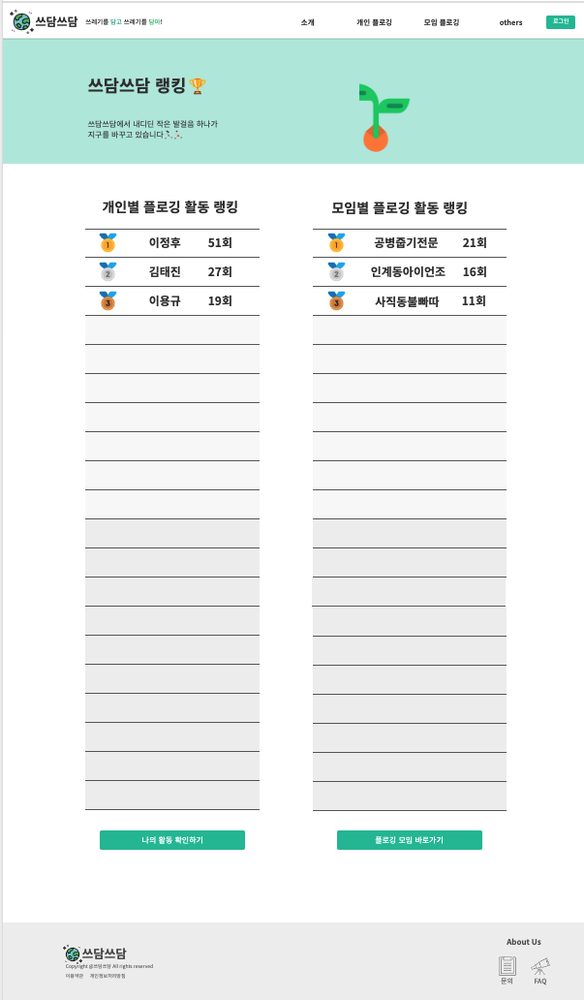 쓰담쓰담 쓰레기를 담고 쓰레기를 담아! 소개 개인 플로깅 모임 플로깅 others 로그인
쓰담쓰담 랭킹
쓰담쓰담에서 내디딘 작은 발걸음 하나가
지구를 바꾸고 있습니다
개인별 플로깅 활동 랭킹
1 이정후 51회
2 김태진 27회
3 이용규 19회
나의 활동 확인하기
모임별 플로깅 활동 랭킹
1 공병줍기전문 21회
2 인계동아이언조 16회
3 사직동불빠따 11회
플로깅 모임 바로가기
쓰담쓰담
Copyright @쓰담쓰담 All rights reserved
이용약관 개인정보처리방침
About Us
문의 FAQ